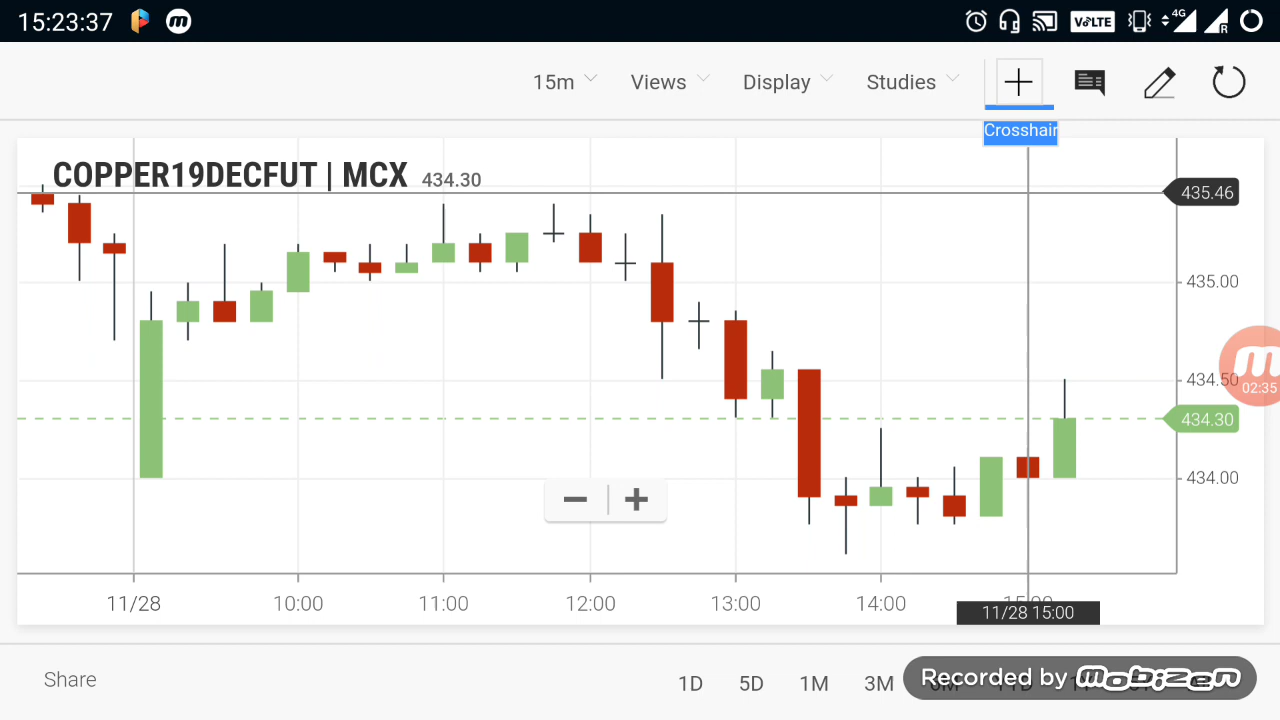 15:23:37
VoLTE 4G R
15m Views Display Studies
Crosshair
COPPER19DECFUT | MCX 434.30
435.46
435.00
434.50
02:35
434.30
434.00
11/28 10:00 11:00 12:00 13:00 14:00 15:00
11/28 15:00
Share 1D 5D 1M 3M
Recorded by mobizen